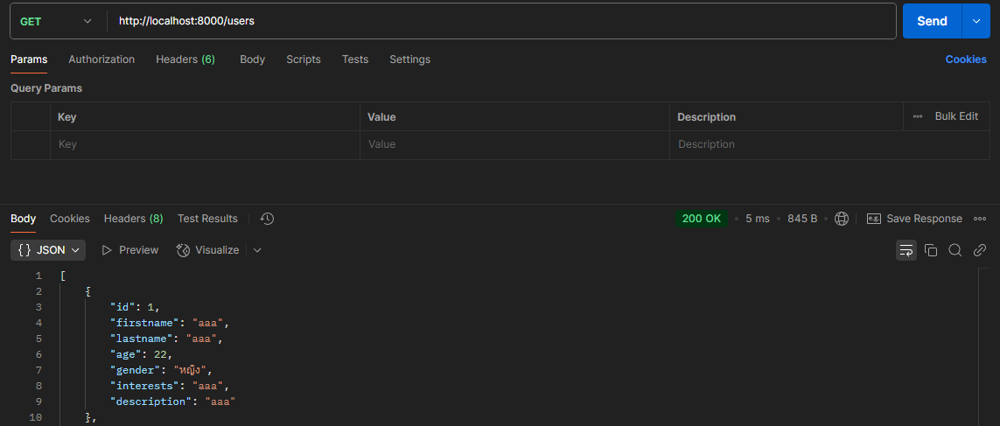 GET http://localhost:8000/users Send
Params Authorization Headers (6) Body Scripts Tests Settings Cookies
Query Params
Key Value Description Bulk Edit
Key Value Description
Body Cookies Headers (8) Test Results 200 OK 5 ms 845 B e.g. Save Response
{} JSON Preview Visualize
1 [
2 {
3 "id": 1,
4 "firstname": "aaa",
5 "lastname": "aaa",
6 "age": 22,
7 "gender": "หญิง",
8 "interests": "aaa",
9 "description": "aaa"
10 },